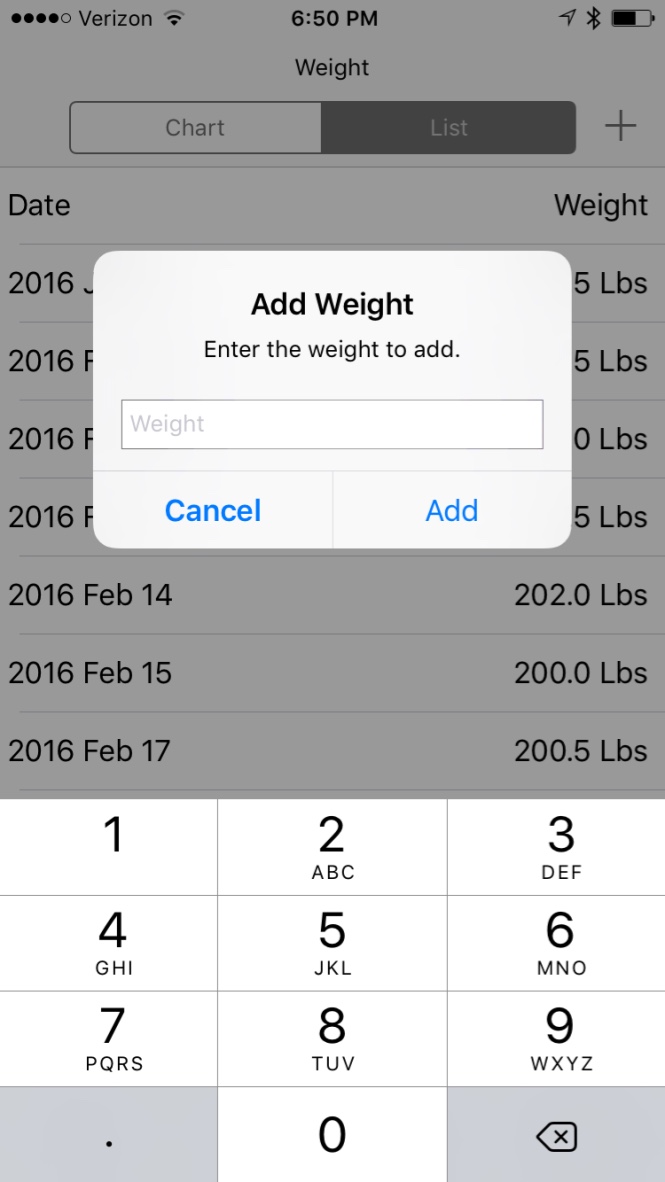 Verizon 6:50 PM
Weight
Chart List +
Date Weight
Add Weight
Enter the weight to add.
Weight
Cancel Add
2016 5 Lbs
2016 5 Lbs
2016 0 Lbs
2016 5 Lbs
2016 Feb 14 202.0 Lbs
2016 Feb 15 200.0 Lbs
2016 Feb 17 200.5 Lbs
1 2 3
ABC DEF
4 5 6
GHI JKL MNO
7 8 9
PQRS TUV WXYZ
. 0